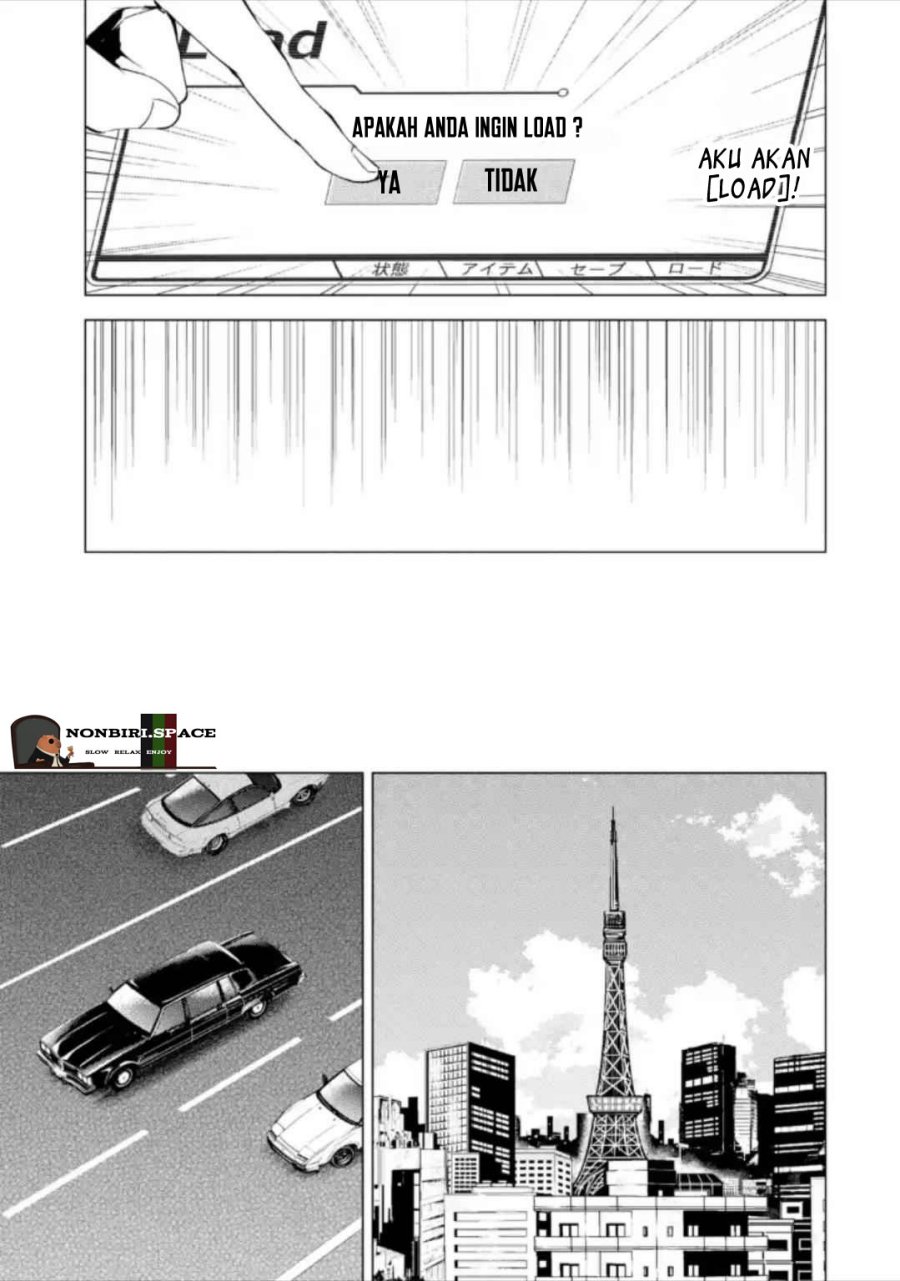 Load
APAKAH ANDA INGIN LOAD ?
YA
TIDAK
AKU AKAN
[LOAD]!
状態
アイテム
セーブ
ロード
NONBIRI.SPACE
SLOW RELAX ENJOY